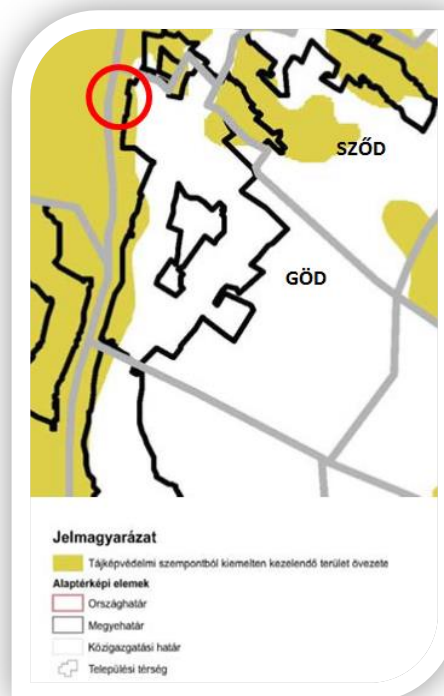 SZŐD
GÖD
Jelmagyarázat
Tájképvédelmi szempontból kiemelten kezelendő terület övezete
Alaptérképi elemek
Országhatár
Megyehatár
Közigazgatási határ
Települési térség